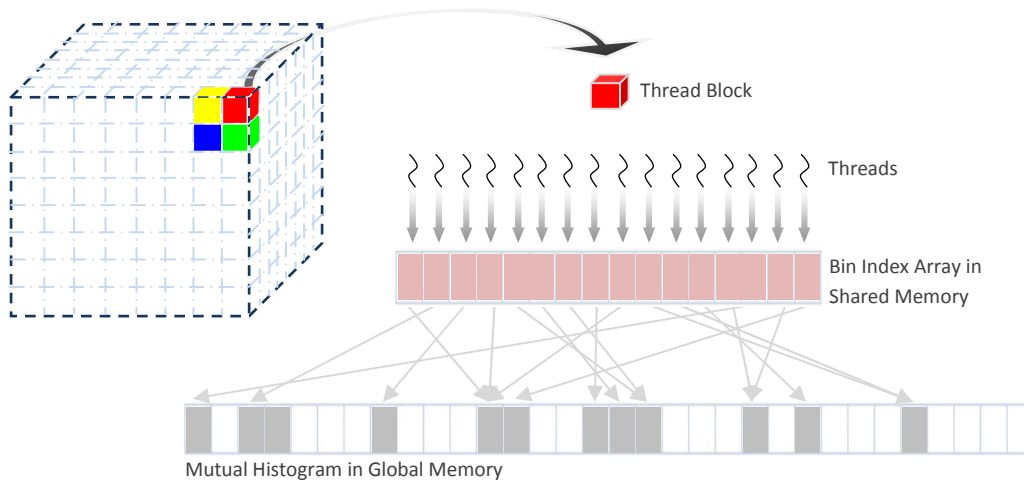 Thread Block
Threads
Bin Index Array in
Shared Memory
Mutual Histogram in Global Memory